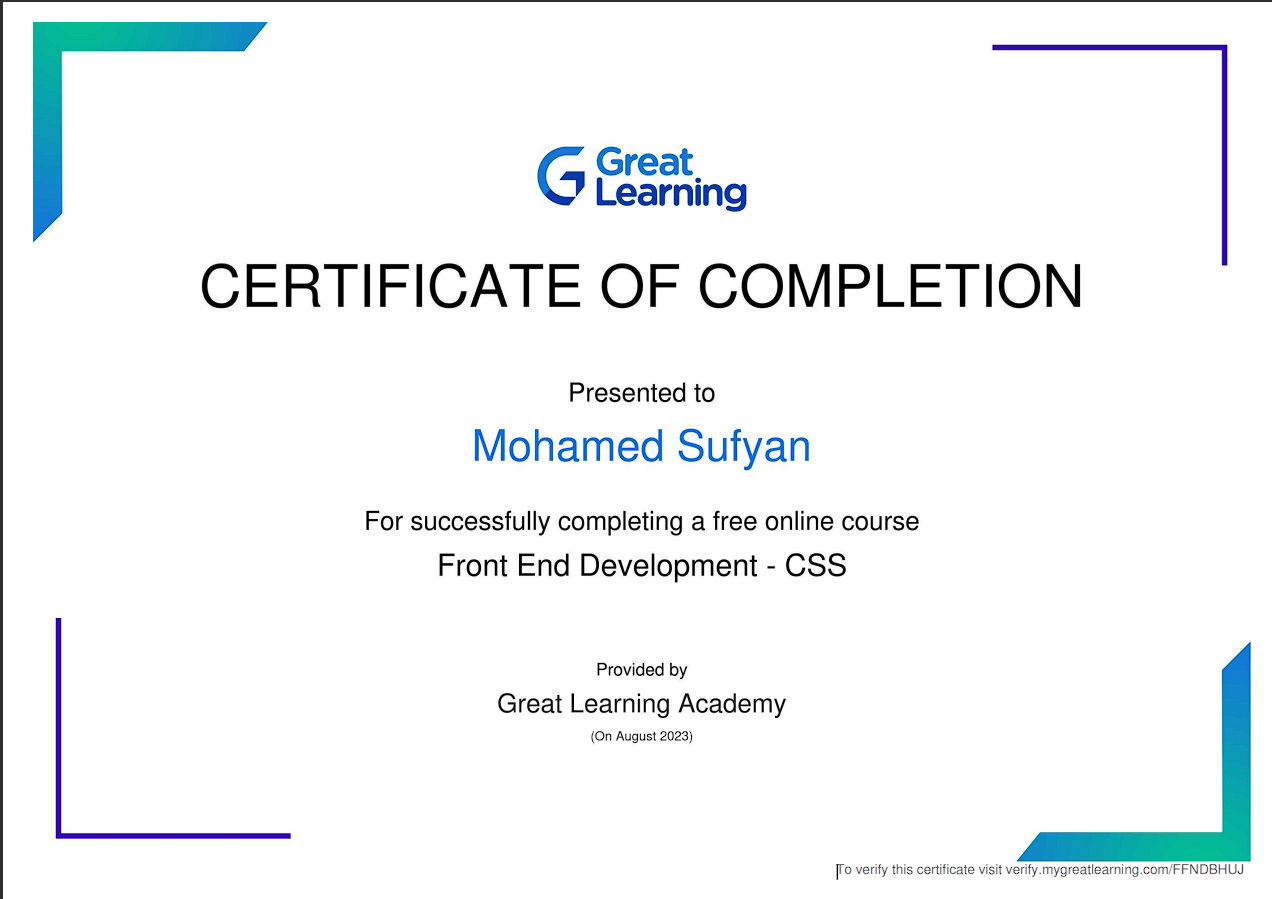 Great
Learning
CERTIFICATE OF COMPLETION
Presented to
Mohamed Sufyan
For successfully completing a free online course
Front End Development - CSS
Provided by
Great Learning Academy
(On August 2023)
To verify this certificate visit verify.mygreatlearning.com/FFNDBHUJ